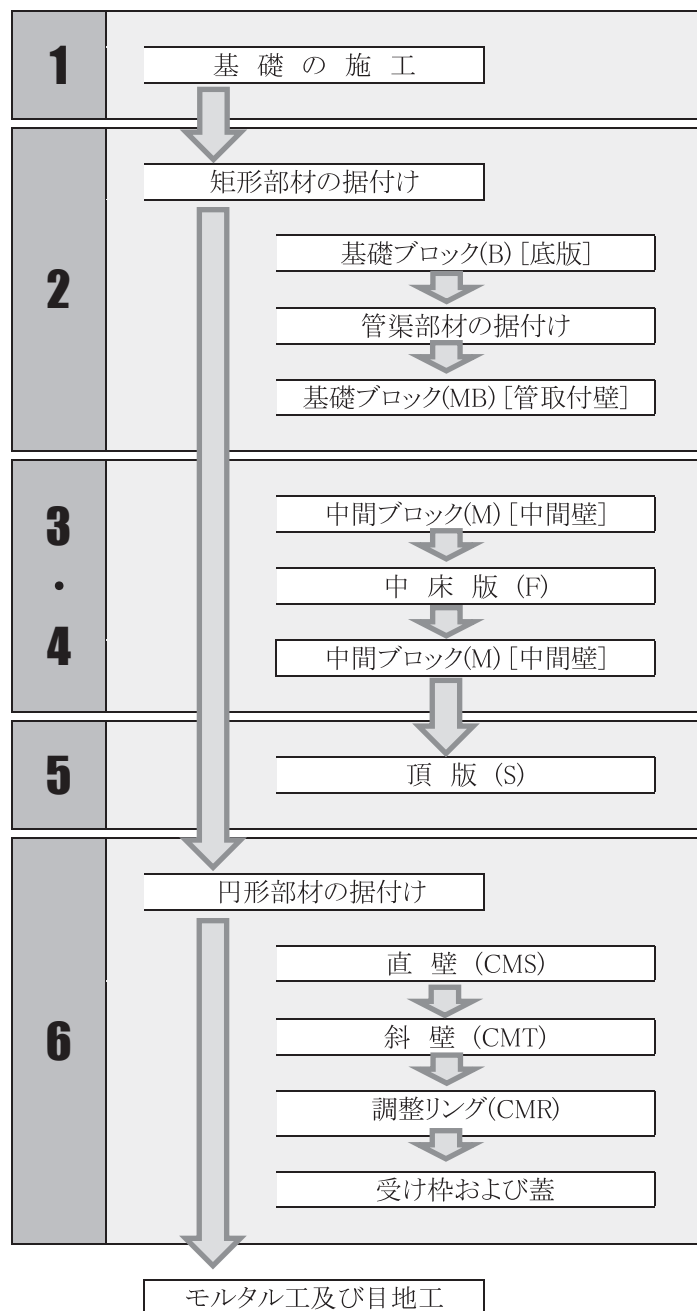 1
基 礎 の 施 工
2
矩形部材の据付け
基礎ブロック(B) [底版]
管渠部材の据付け
基礎ブロック(MB) [管取付壁]
3
・
4
中間ブロック(M) [中間壁]
中 床 版 (F)
中間ブロック(M) [中間壁]
5
頂 版 (S)
6
円形部材の据付け
直 壁 (CMS)
斜 壁 (CMT)
調整リング(CMR)
受け枠および蓋
モルタル工及び目地工